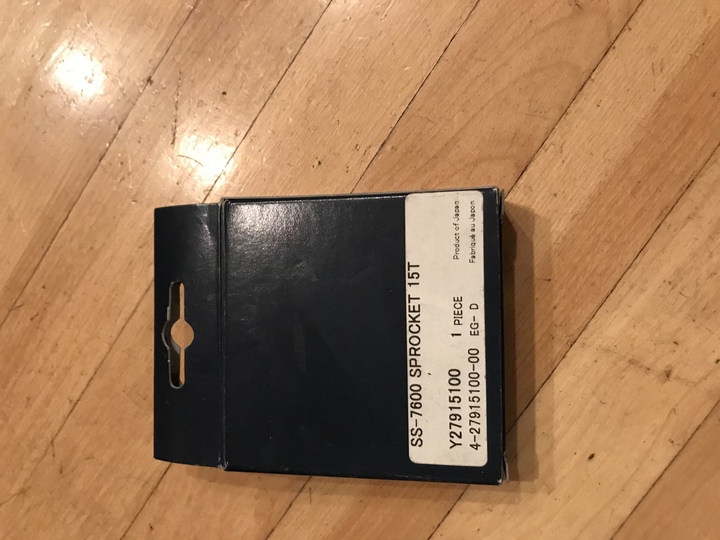 SS-7600 SPROCKET 15T
Y27915100 1 PIECE Product of Japan
4-27915100-00 EG- D Fabriqué au Japon